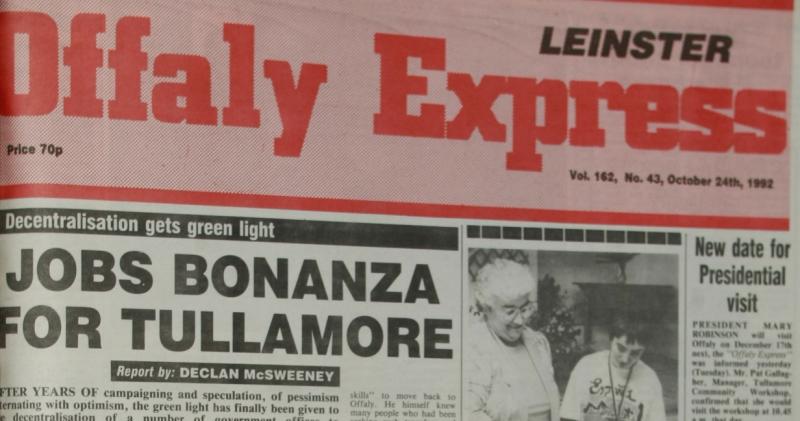 LEINSTER
Offaly Express
Price 70p
Vol. 162, No. 43, October 24th, 1992
Decentralisation gets green light
JOBS BONANZA
FOR TULLAMORE
Report by: DECLAN McSWEENEY
FTER YEARS OF campaigning and speculation, of pessimism
ternating with optimism, the green light has finally been given to
decentralisation of a number of government offices to
skills" to move back to
Offaly. He himself knew
many people who had been
New date for
Presidential
visit
PRESIDENT MARY
ROBINSON will visit
Offaly on December 17th
next, the "Offaly Express"
was informed yesterday
(Tuesday). Mr. Pat Gallag-
her, Manager, Tullamore
Community Workshop,
confirmed that she would
visit the workshop at 10.45
a.m. that day.